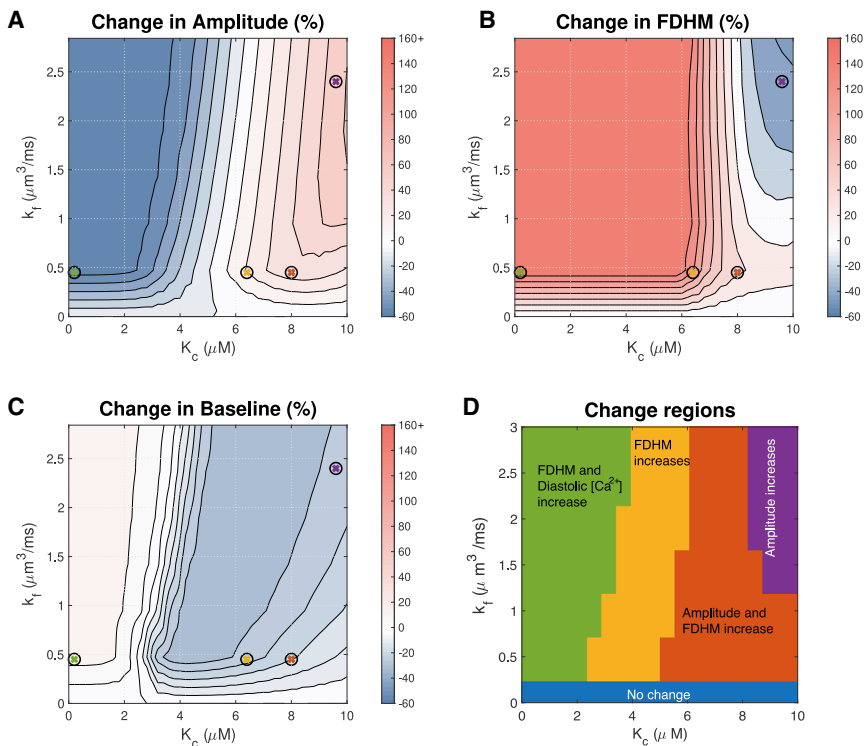 A
Change in Amplitude (%)
2.5
2
1.5
1
0.5
0
k_f (μm³/ms)
0 2 4 6 8 10
K_c (μM)
160+
140
120
100
80
60
40
20
0
-20
-40
-60
B
Change in FDHM (%)
2.5
2
1.5
1
0.5
0
k_f (μm³/ms)
0 2 4 6 8 10
K_c (μM)
160
140
120
100
80
60
40
20
0
-20
-40
-60
C
Change in Baseline (%)
2.5
2
1.5
1
0.5
0
k_f (μm³/ms)
0 2 4 6 8 10
K_c (μM)
160+
140
120
100
80
60
40
20
0
-20
-40
-60
D
Change regions
3
2.5
2
1.5
1
0.5
0
k_f (μ m³/ms)
FDHM and
Diastolic [Ca²⁺]
increase
FDHM
increases
Amplitude increases
Amplitude and
FDHM increase
No change
0 2 4 6 8 10
K_c (μ M)